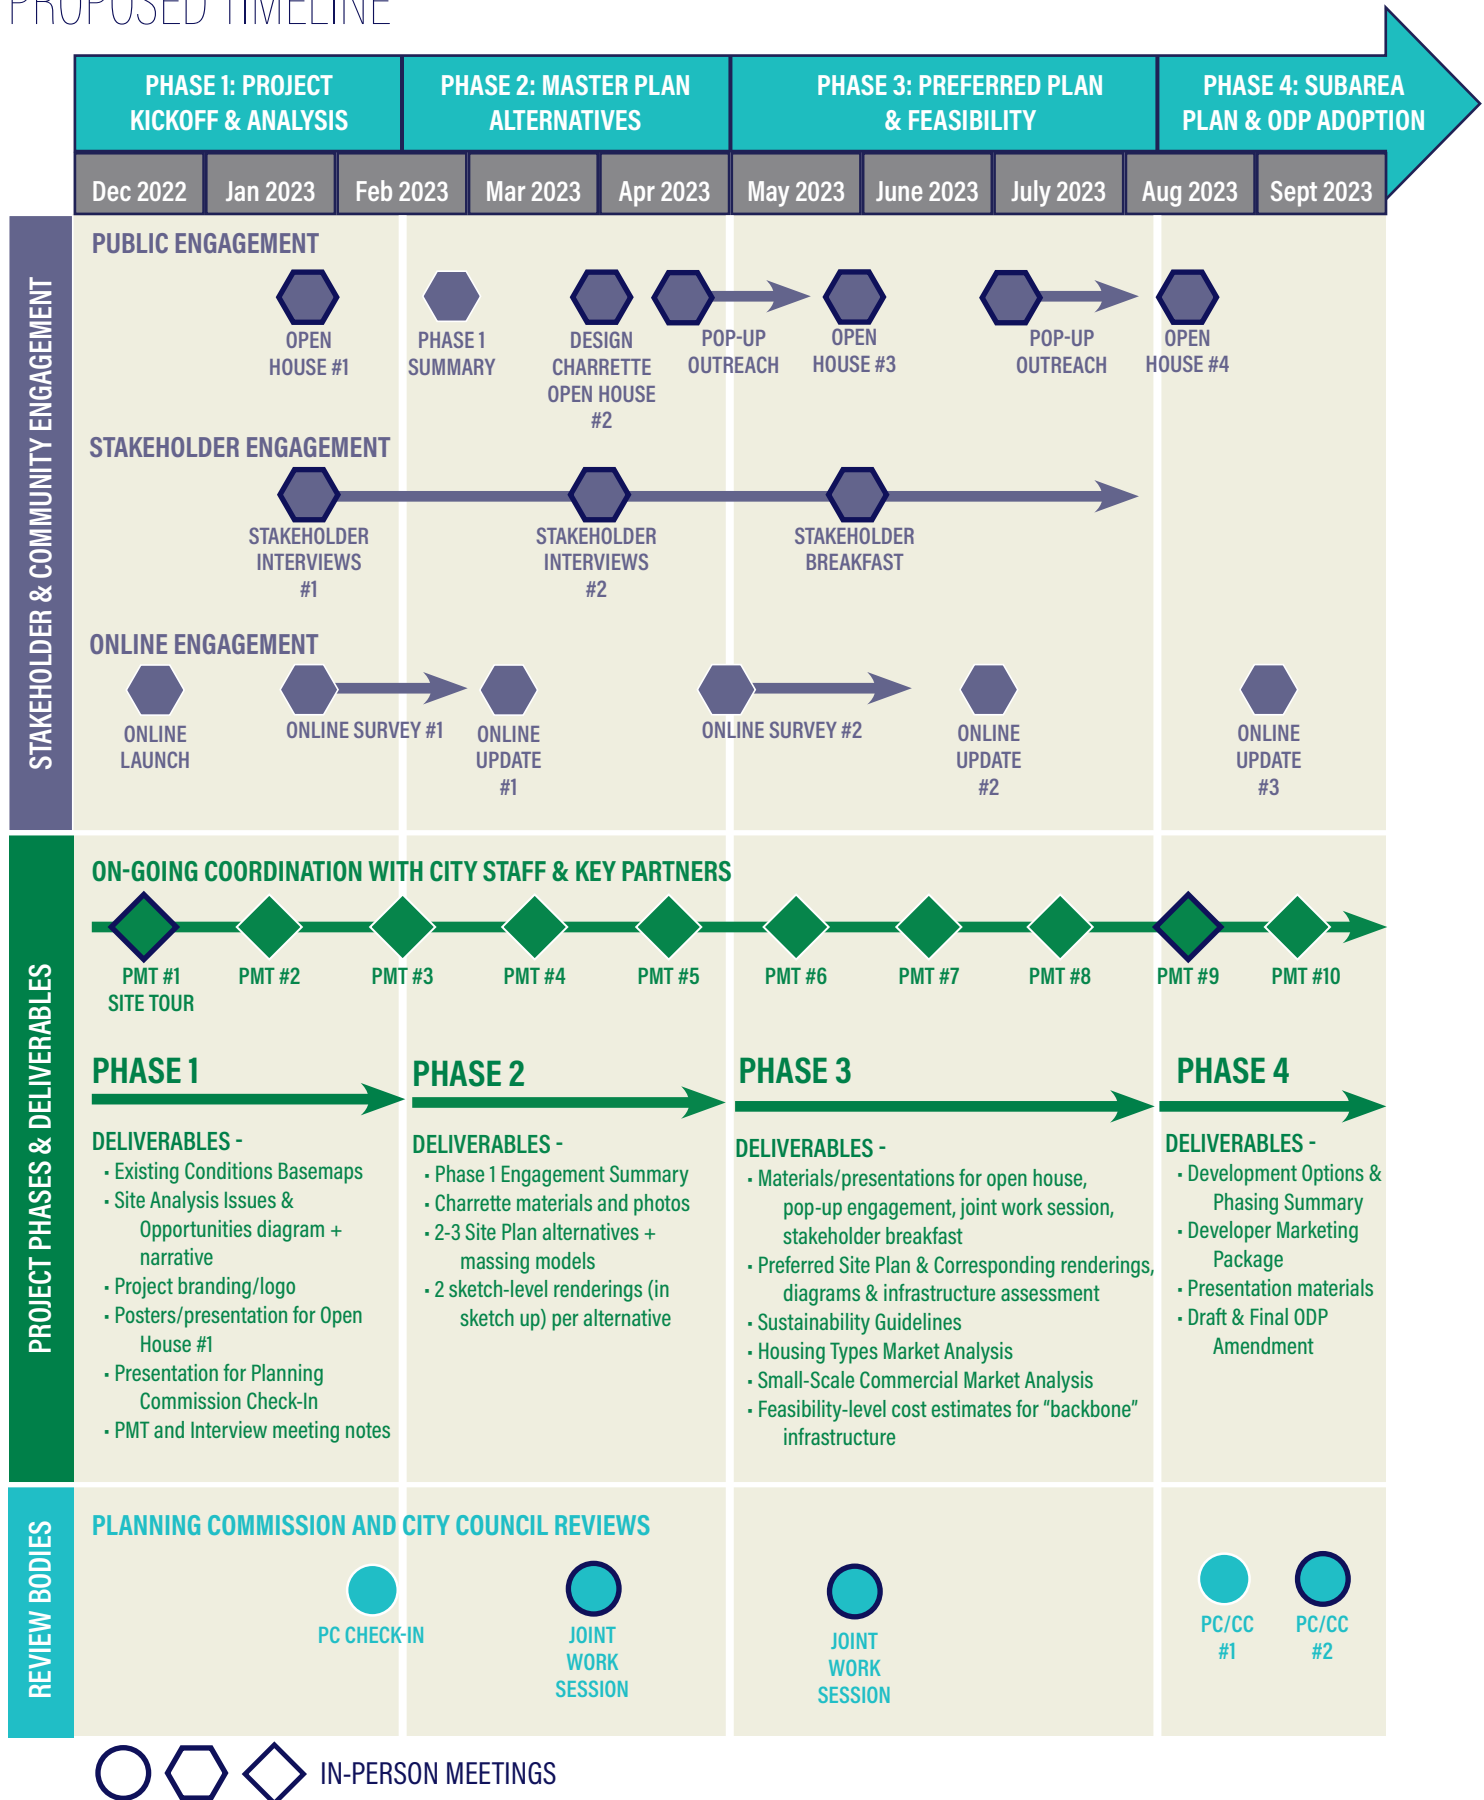 PROPOSED TIMELINE
PHASE 1: PROJECT
KICKOFF & ANALYSIS
PHASE 2: MASTER PLAN
ALTERNATIVES
PHASE 3: PREFERRED PLAN
& FEASIBILITY
PHASE 4: SUBAREA
PLAN & ODP ADOPTION
Dec 2022
Jan 2023
Feb 2023
Mar 2023
Apr 2023
May 2023
June 2023
July 2023
Aug 2023
Sept 2023
STAKEHOLDER & COMMUNITY ENGAGEMENT
PUBLIC ENGAGEMENT
OPEN
HOUSE #1
PHASE 1
SUMMARY
DESIGN
CHARRETTE
OPEN HOUSE
#2
POP-UP
OUTREACH
OPEN
HOUSE #3
POP-UP
OUTREACH
OPEN
HOUSE #4
STAKEHOLDER ENGAGEMENT
STAKEHOLDER
INTERVIEWS
#1
STAKEHOLDER
INTERVIEWS
#2
STAKEHOLDER
BREAKFAST
ONLINE ENGAGEMENT
ONLINE
LAUNCH
ONLINE SURVEY #1
ONLINE
UPDATE
#1
ONLINE SURVEY #2
ONLINE
UPDATE
#2
ONLINE
UPDATE
#3
PROJECT PHASES & DELIVERABLES
ON-GOING COORDINATION WITH CITY STAFF & KEY PARTNERS
PMT #1
SITE TOUR
PMT #2
PMT #3
PMT #4
PMT #5
PMT #6
PMT #7
PMT #8
PMT #9
PMT #10
PHASE 1
DELIVERABLES -
• Existing Conditions Basemaps
• Site Analysis Issues &
Opportunities diagram +
narrative
• Project branding/logo
• Posters/presentation for Open
House #1
• Presentation for Planning
Commission Check-In
• PMT and Interview meeting notes
PHASE 2
DELIVERABLES -
• Phase 1 Engagement Summary
• Charrette materials and photos
• 2-3 Site Plan alternatives +
massing models
• 2 sketch-level renderings (in
sketch up) per alternative
PHASE 3
DELIVERABLES -
• Materials/presentations for open house,
pop-up engagement, joint work session,
stakeholder breakfast
• Preferred Site Plan & Corresponding renderings,
diagrams & infrastructure assessment
• Sustainability Guidelines
• Housing Types Market Analysis
• Small-Scale Commercial Market Analysis
• Feasibility-level cost estimates for “backbone”
infrastructure
PHASE 4
DELIVERABLES -
• Development Options &
Phasing Summary
• Developer Marketing
Package
• Presentation materials
• Draft & Final ODP
Amendment
REVIEW BODIES
PLANNING COMMISSION AND CITY COUNCIL REVIEWS
PC CHECK-IN
JOINT
WORK
SESSION
JOINT
WORK
SESSION
PC/CC
#1
PC/CC
#2
IN-PERSON MEETINGS